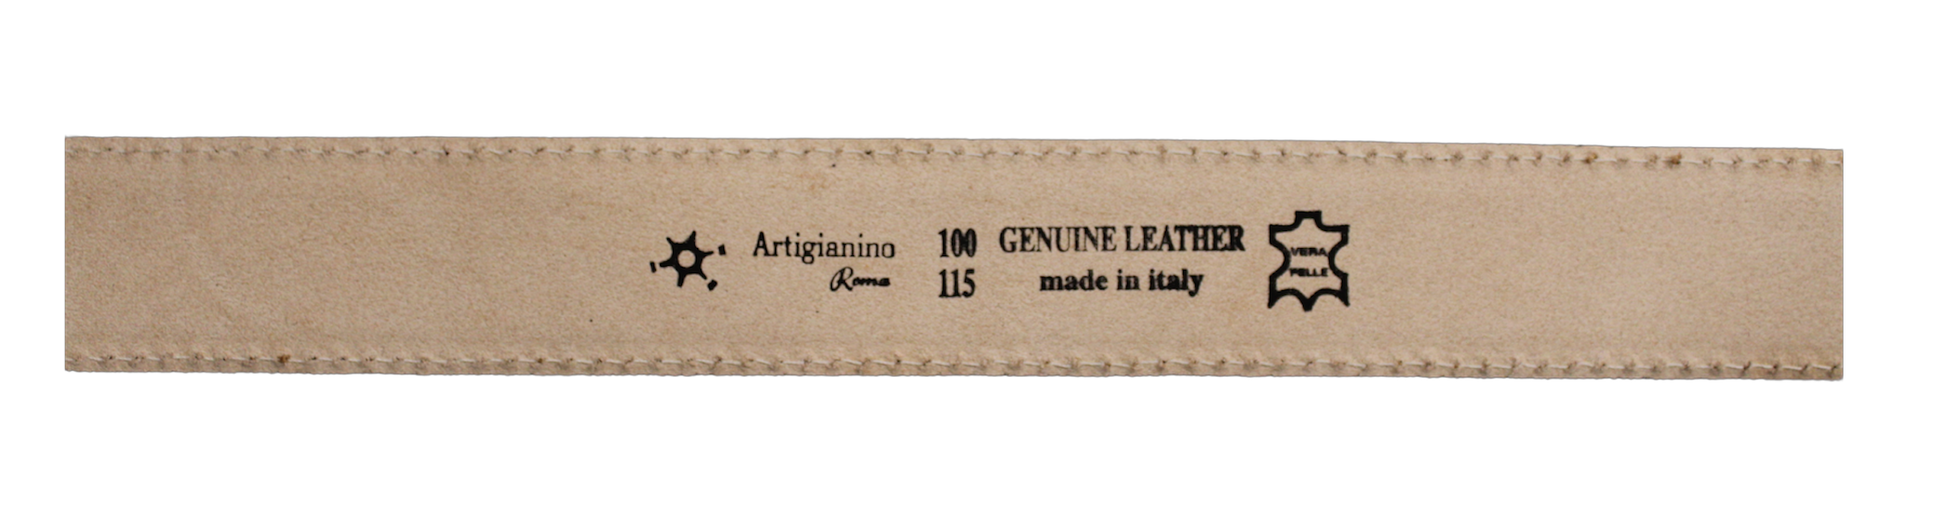 Artigianino
Roma
100
115
GENUINE LEATHER
made in italy
VERA
PELLE